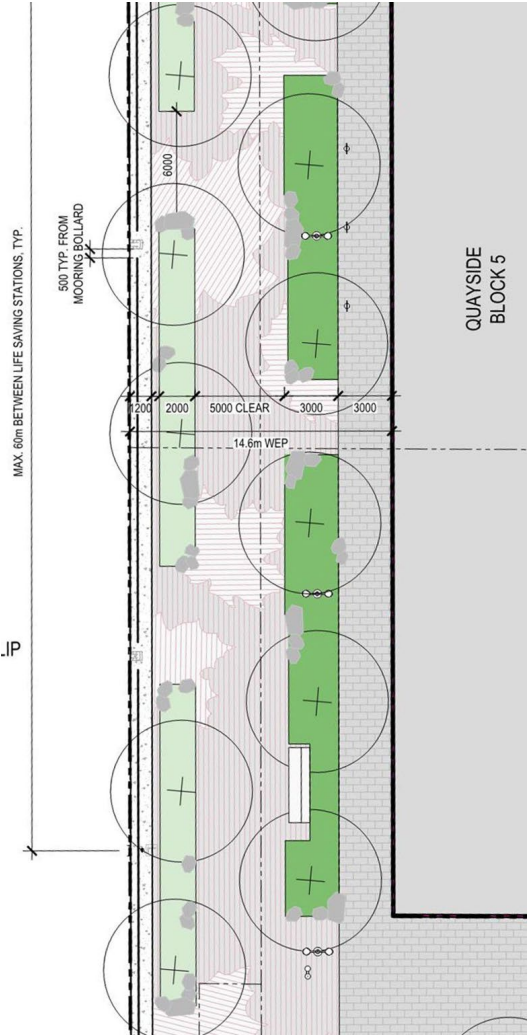 MAX. 60m BETWEEN LIFE SAVING STATIONS, TYP.
500 TYP. FROM
MOORING BOLLARD
6000
QUAYSIDE
BLOCK 5
1200 2000 5000 CLEAR 3000 3000
14.6m WEP
LIP